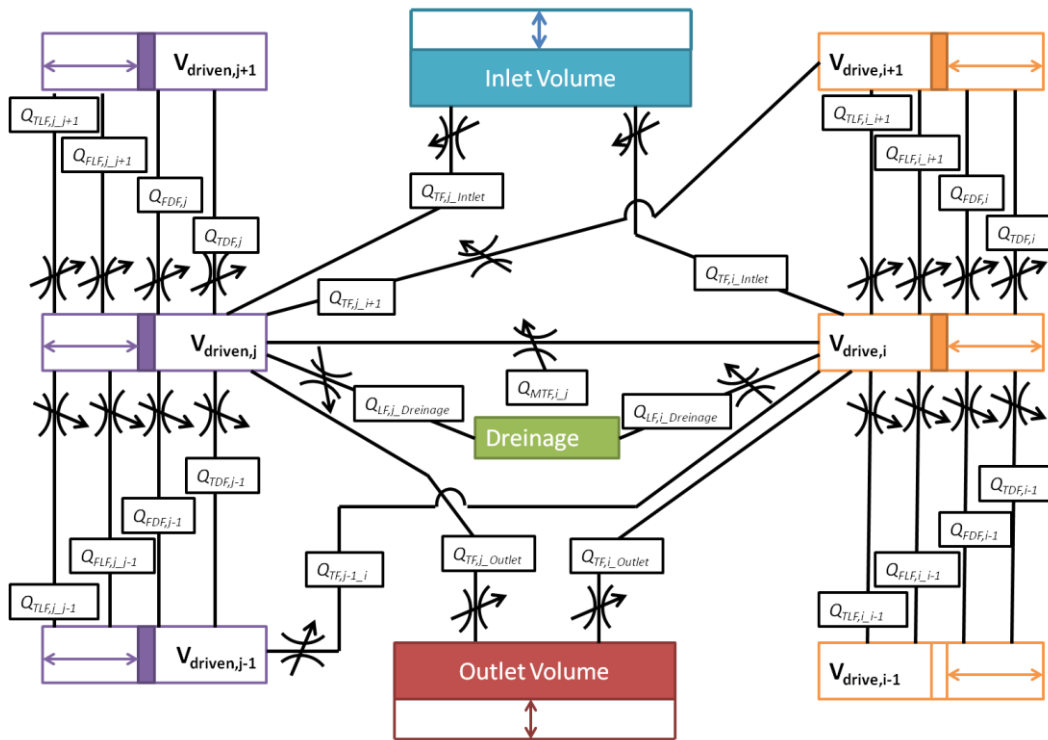 V_driven,j+1
Inlet Volume
V_drive,i+1
Q_TLF,j_j+1
Q_FLF,j_j+1
Q_FDF,j
Q_TDF,j
Q_TF,j_Intlet
Q_TF,j_i+1
Q_TF,i_Intlet
Q_TLF,i_i+1
Q_FLF,i_i+1
Q_FDF,i
Q_TDF,i
V_driven,j
V_drive,i
Q_MTF,i_j
Q_LF,j_Dreinage
Q_LF,i_Dreinage
Dreinage
Q_TDF,j-1
Q_FDF,j-1
Q_FLF,j_j-1
Q_TLF,j_j-1
Q_TF,j-1_i
Q_TF,j_Outlet
Q_TF,i_Outlet
Q_TDF,i-1
Q_FDF,i-1
Q_FLF,i_i-1
Q_TLF,i_i-1
V_driven,j-1
Outlet Volume
V_drive,i-1